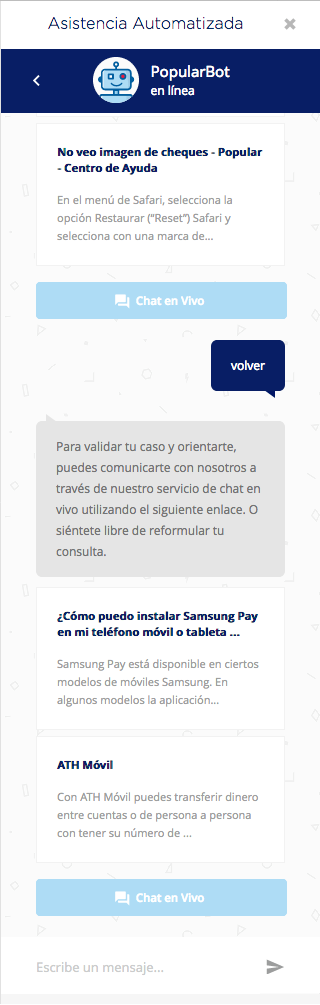 Asistencia Automatizada
PopularBot
en línea
No veo imagen de cheques - Popular
- Centro de Ayuda
En el menú de Safari, selecciona la
opción Restaurar (“Reset”) Safari y
selecciona con una marca de...
Chat en Vivo
volver
Para validar tu caso y orientarte,
puedes comunicarte con nosotros a
través de nuestro servicio de chat en
vivo utilizando el siguiente enlace. O
siéntete libre de reformular tu
consulta.
¿Cómo puedo instalar Samsung Pay
en mi teléfono móvil o tableta ...
Samsung Pay está disponible en ciertos
modelos de móviles Samsung. En
algunos modelos la aplicación...
ATH Móvil
Con ATH Móvil puedes transferir dinero
entre cuentas o de persona a persona
con tener su número de ...
Chat en Vivo
Escribe un mensaje...